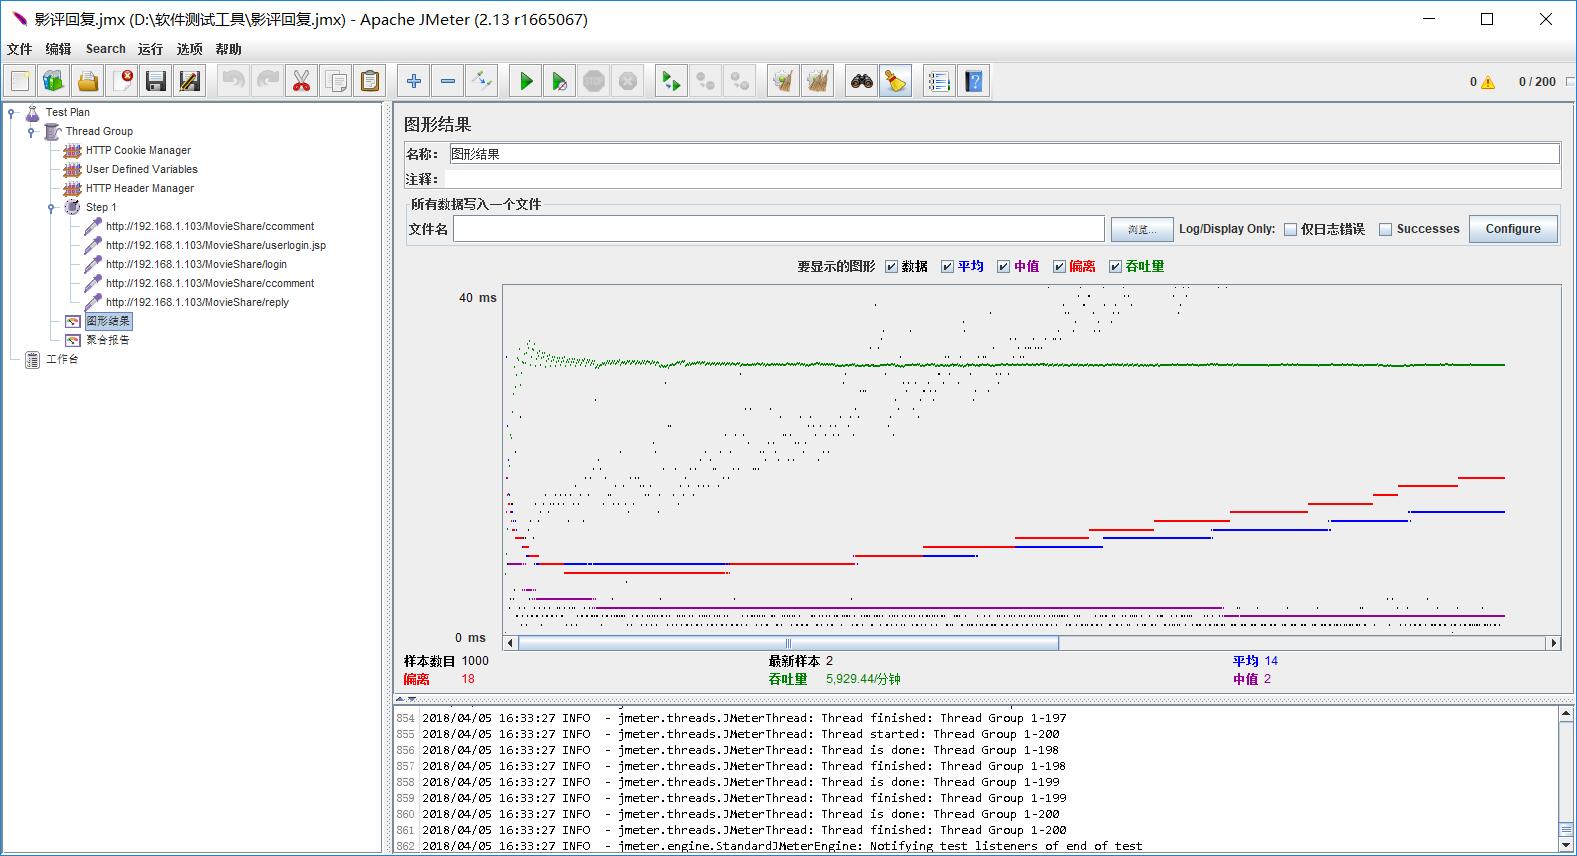 影评回复.jmx (D:\软件测试工具\影评回复.jmx) - Apache JMeter (2.13 r1665067)
文件 编辑 Search 运行 选项 帮助
0 0 / 200
Test Plan
Thread Group
HTTP Cookie Manager
User Defined Variables
HTTP Header Manager
Step 1
http://192.168.1.103/MovieShare/ccomment
http://192.168.1.103/MovieShare/userlogin.jsp
http://192.168.1.103/MovieShare/login
http://192.168.1.103/MovieShare/ccomment
http://192.168.1.103/MovieShare/reply
图形结果
聚合报告
工作台
图形结果
名称: 图形结果
注释:
所有数据写入一个文件
文件名 浏览... Log/Display Only: 仅日志错误 Successes Configure
要显示的图形 数据 平均 中值 偏离 吞吐量
40 ms
0 ms
样本数目 1000 最新样本 2 平均 14
偏离 18 吞吐量 5,929.44/分钟 中值 2
854 2018/04/05 16:33:27 INFO - jmeter.threads.JMeterThread: Thread finished: Thread Group 1-197
855 2018/04/05 16:33:27 INFO - jmeter.threads.JMeterThread: Thread started: Thread Group 1-200
856 2018/04/05 16:33:27 INFO - jmeter.threads.JMeterThread: Thread is done: Thread Group 1-198
857 2018/04/05 16:33:27 INFO - jmeter.threads.JMeterThread: Thread finished: Thread Group 1-198
858 2018/04/05 16:33:27 INFO - jmeter.threads.JMeterThread: Thread is done: Thread Group 1-199
859 2018/04/05 16:33:27 INFO - jmeter.threads.JMeterThread: Thread finished: Thread Group 1-199
860 2018/04/05 16:33:27 INFO - jmeter.threads.JMeterThread: Thread is done: Thread Group 1-200
861 2018/04/05 16:33:27 INFO - jmeter.threads.JMeterThread: Thread finished: Thread Group 1-200
862 2018/04/05 16:33:27 INFO - jmeter.engine.StandardJMeterEngine: Notifying test listeners of end of test